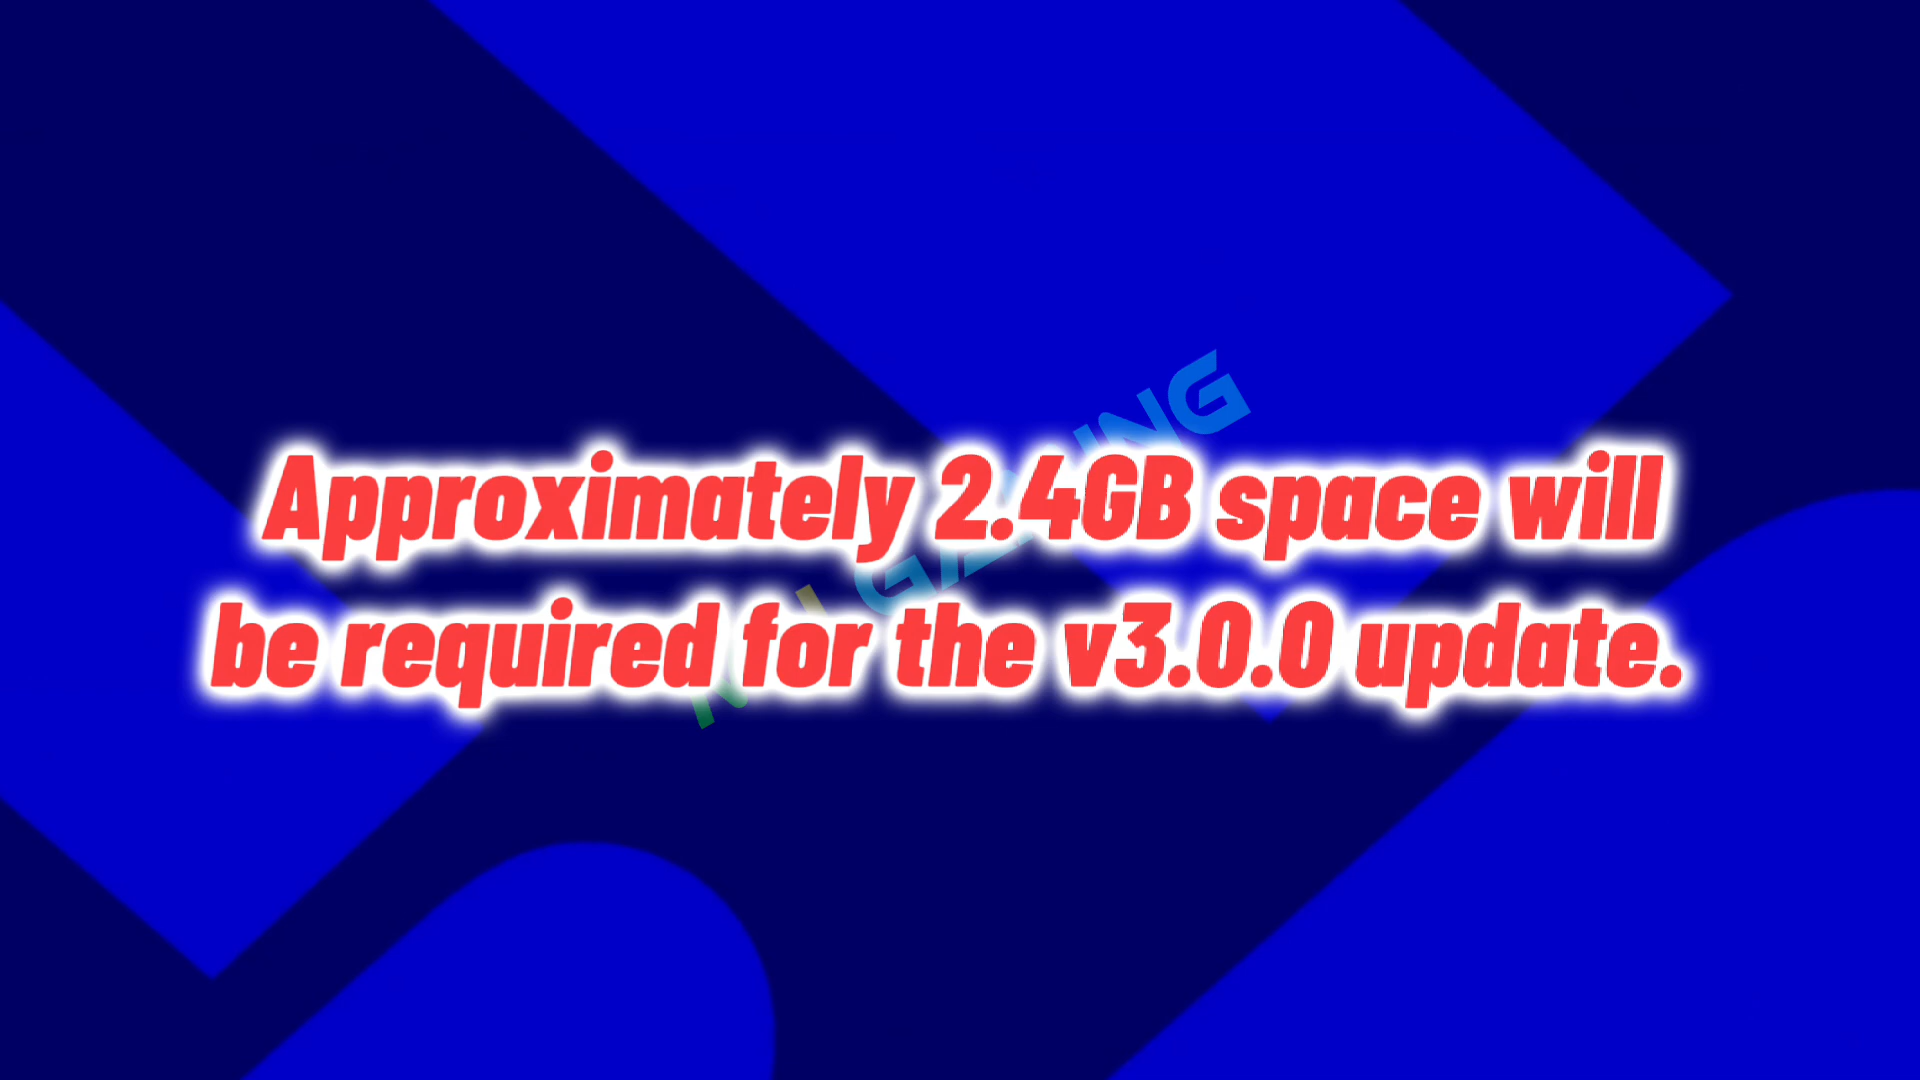 Approximately 2.4GB space will
be required for the v3.0.0 update.